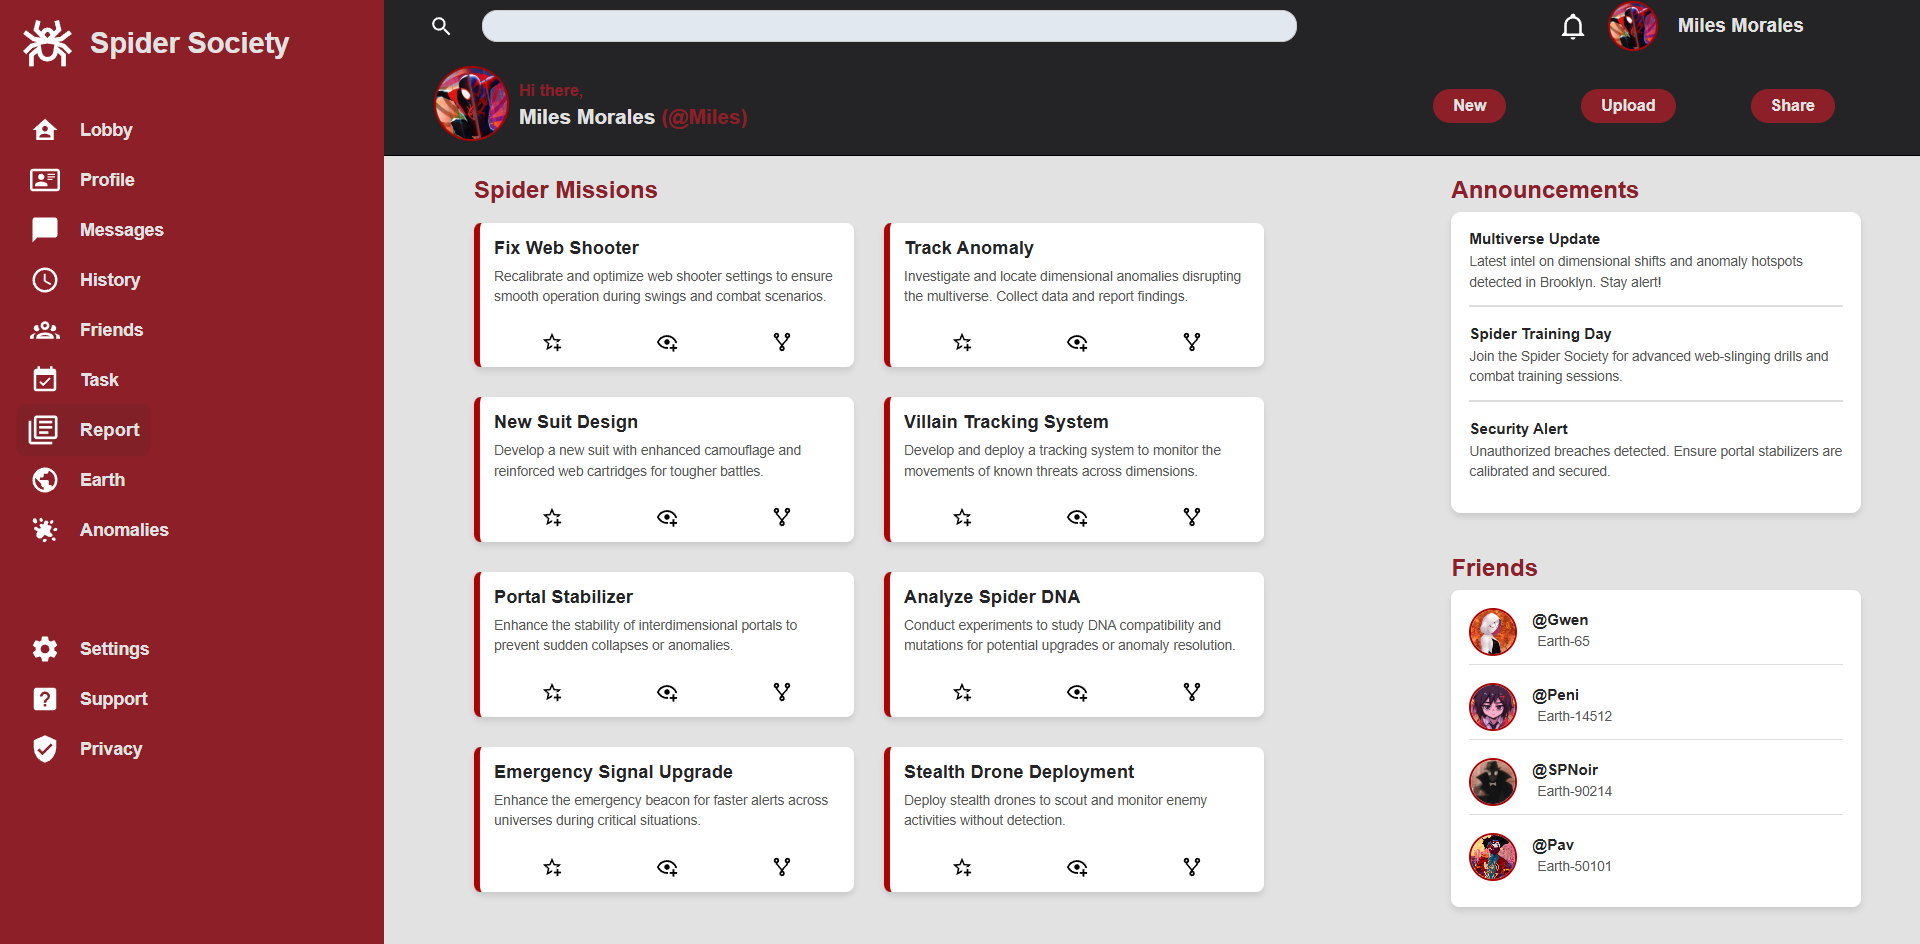 Spider Society
Lobby
Profile
Messages
History
Friends
Task
Report
Earth
Anomalies
Settings
Support
Privacy
Miles Morales
Hi there,
Miles Morales (@Miles)
New
Upload
Share
Spider Missions
Fix Web Shooter
Recalibrate and optimize web shooter settings to ensure
smooth operation during swings and combat scenarios.
Track Anomaly
Investigate and locate dimensional anomalies disrupting
the multiverse. Collect data and report findings.
New Suit Design
Develop a new suit with enhanced camouflage and
reinforced web cartridges for tougher battles.
Villain Tracking System
Develop and deploy a tracking system to monitor the
movements of known threats across dimensions.
Portal Stabilizer
Enhance the stability of interdimensional portals to
prevent sudden collapses or anomalies.
Analyze Spider DNA
Conduct experiments to study DNA compatibility and
mutations for potential upgrades or anomaly resolution.
Emergency Signal Upgrade
Enhance the emergency beacon for faster alerts across
universes during critical situations.
Stealth Drone Deployment
Deploy stealth drones to scout and monitor enemy
activities without detection.
Announcements
Multiverse Update
Latest intel on dimensional shifts and anomaly hotspots
detected in Brooklyn. Stay alert!
Spider Training Day
Join the Spider Society for advanced web-slinging drills and
combat training sessions.
Security Alert
Unauthorized breaches detected. Ensure portal stabilizers are
calibrated and secured.
Friends
@Gwen
Earth-65
@Peni
Earth-14512
@SPNoir
Earth-90214
@Pav
Earth-50101